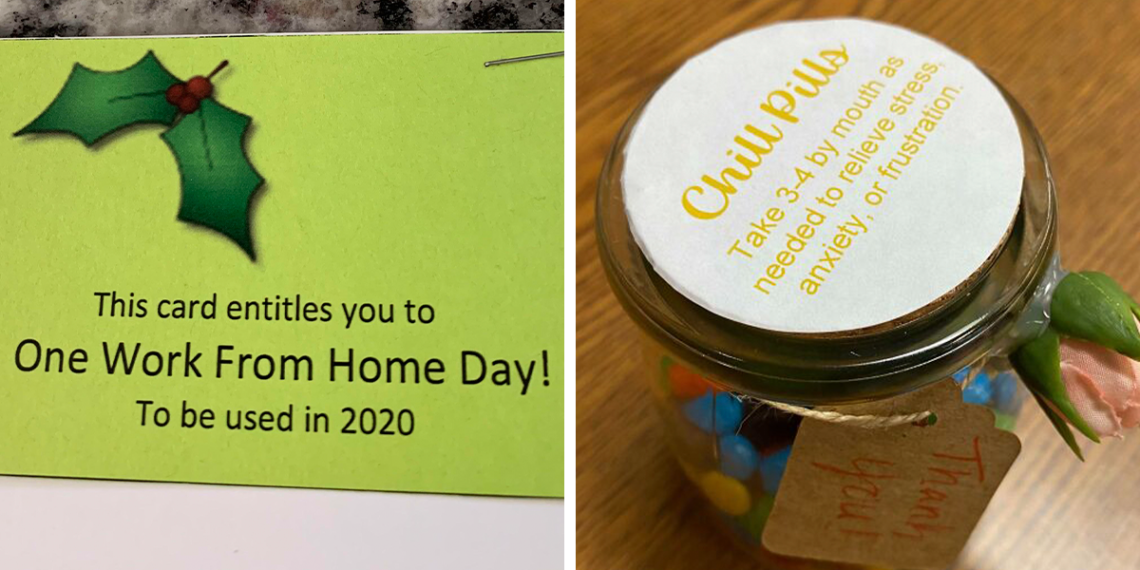 This card entitles you to
One Work From Home Day!
To be used in 2020
Chill Pills
Take 3-4 by mouth as
needed to relieve stress,
anxiety, or frustration.
Thank
you!